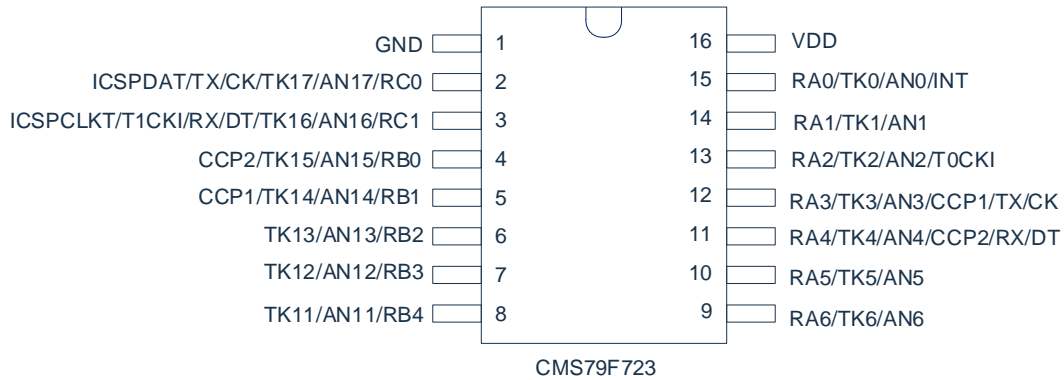 GND 1 16 VDD
ICSPDAT/TX/CK/TK17/AN17/RC0 2 15 RA0/TK0/AN0/INT
ICSPCLKT/T1CKI/RX/DT/TK16/AN16/RC1 3 14 RA1/TK1/AN1
CCP2/TK15/AN15/RB0 4 13 RA2/TK2/AN2/T0CKI
CCP1/TK14/AN14/RB1 5 12 RA3/TK3/AN3/CCP1/TX/CK
TK13/AN13/RB2 6 11 RA4/TK4/AN4/CCP2/RX/DT
TK12/AN12/RB3 7 10 RA5/TK5/AN5
TK11/AN11/RB4 8 9 RA6/TK6/AN6
CMS79F723